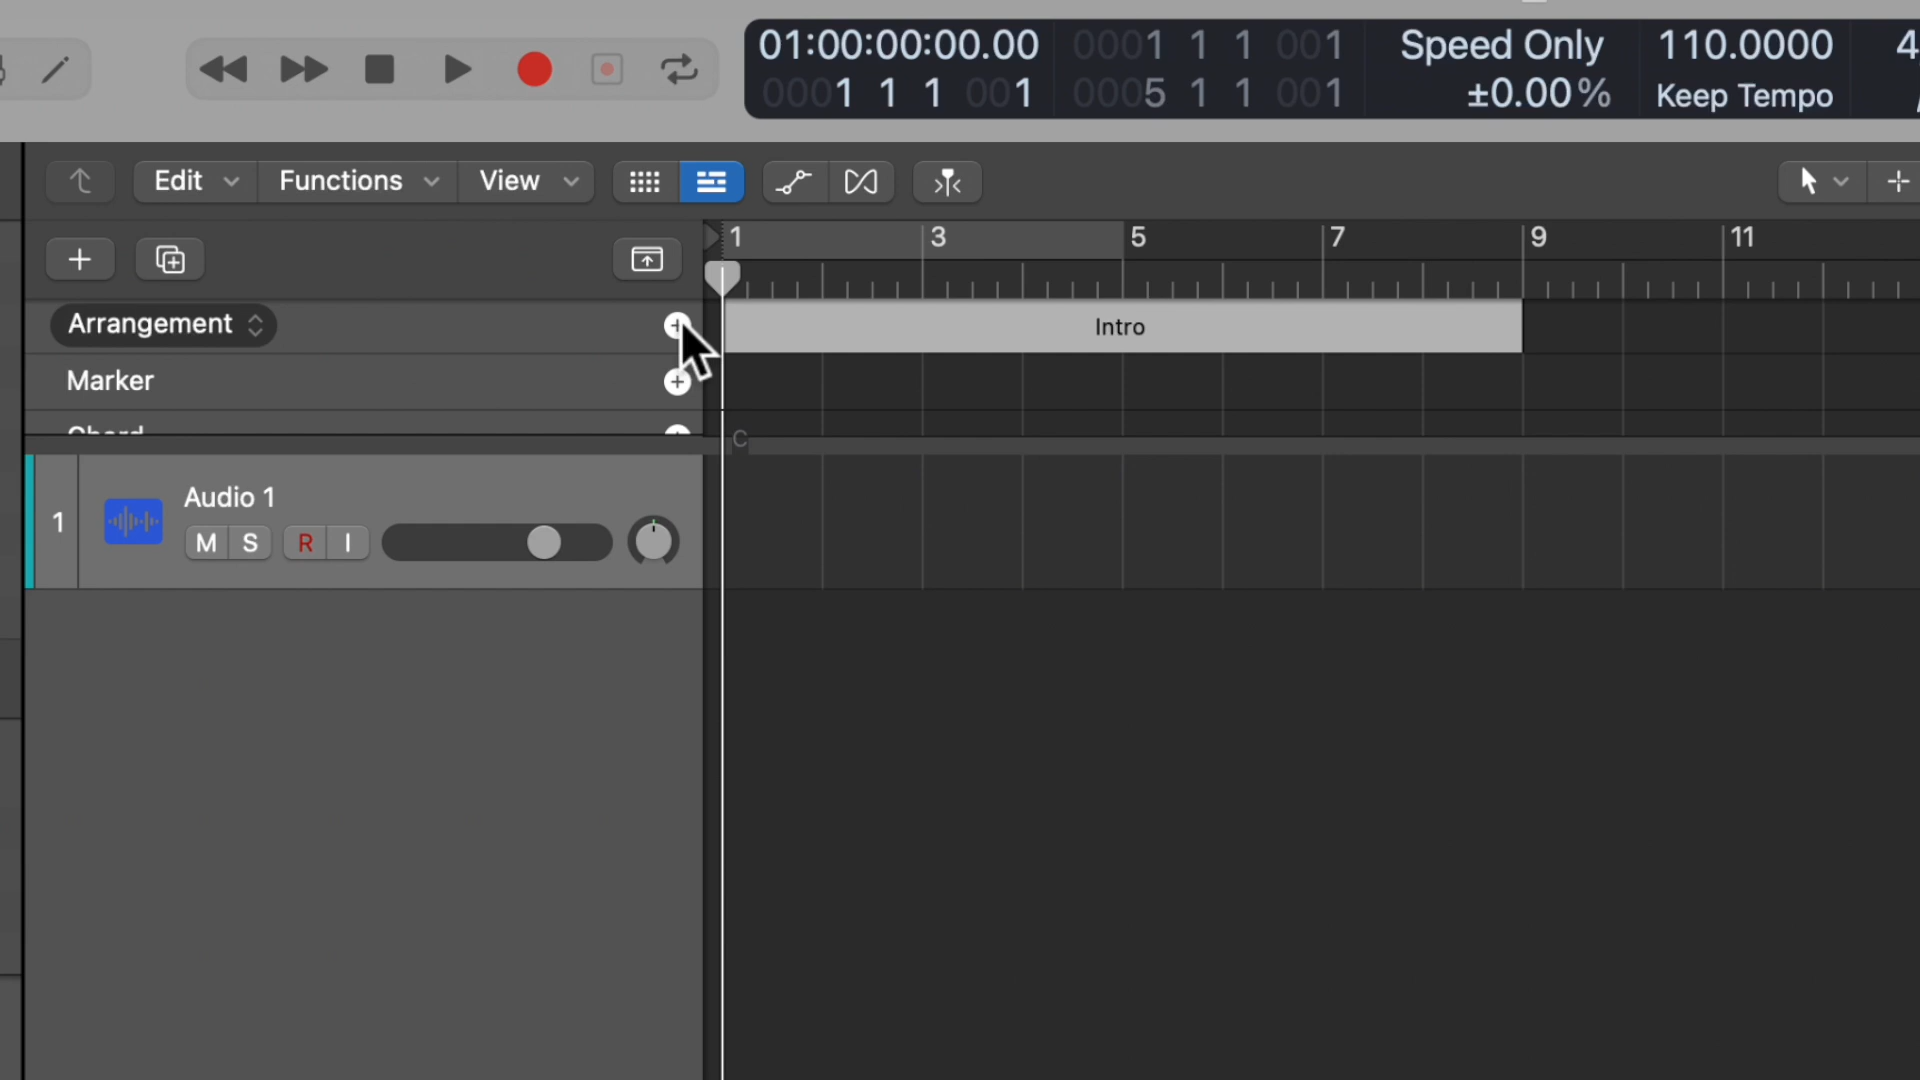 01:00:00:00.00 0001 1 1 001 Speed Only 110.0000
0001 1 1 001 0005 1 1 001 ±0.00% Keep Tempo
Edit Functions View
1 3 5 7 9 11
Arrangement
Intro
Marker
Chord
C
1
Audio 1
M S R I